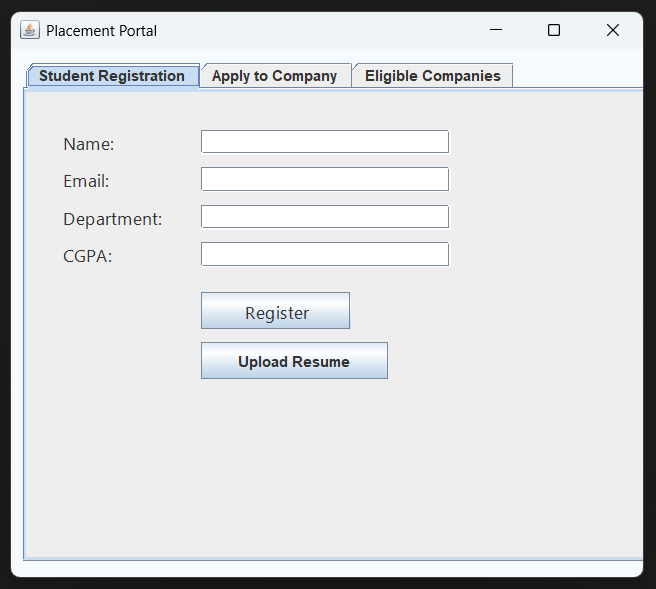 Placement Portal
Student Registration Apply to Company Eligible Companies
Name:
Email:
Department:
CGPA:
Register
Upload Resume